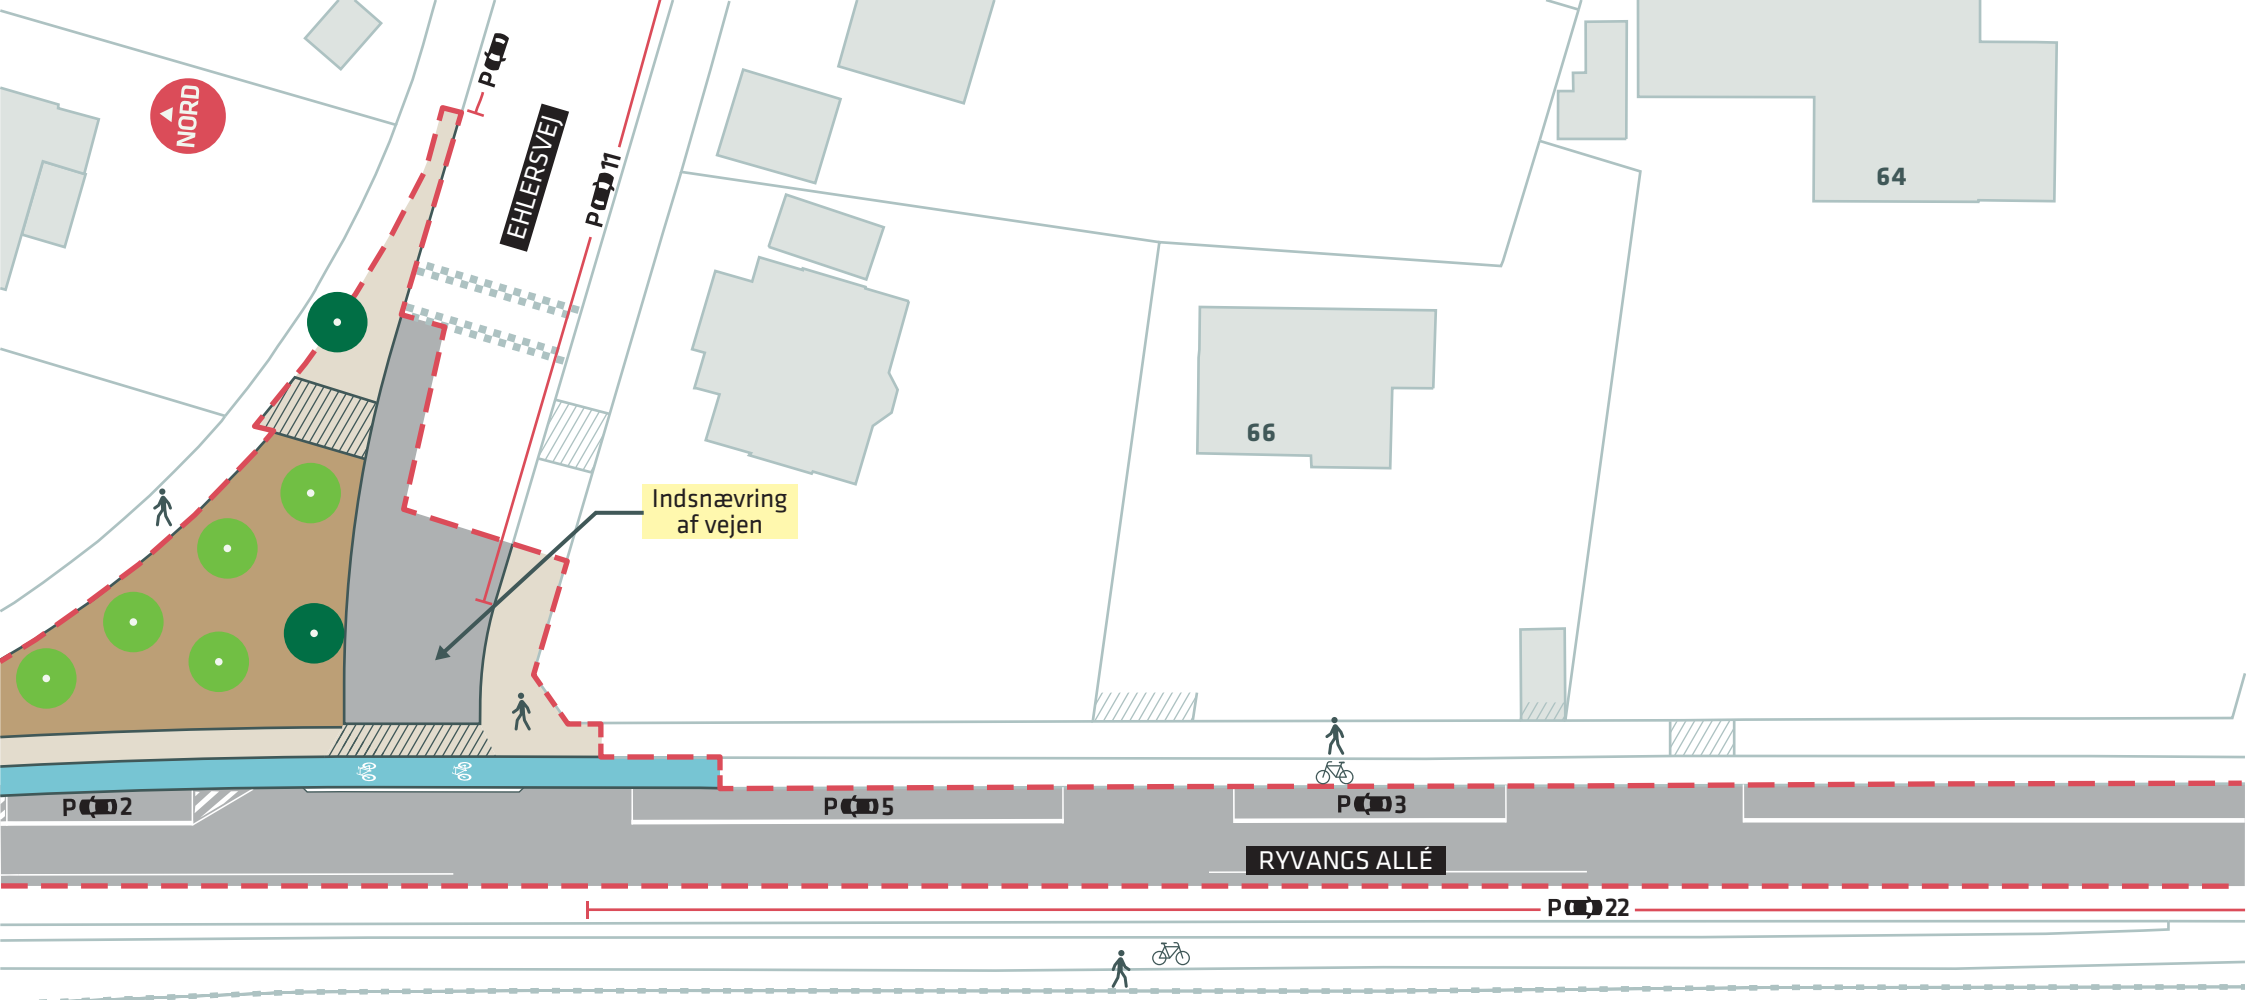 P
NORD
EHLERSVEJ
P 11
64
66
Indsnævring
af vejen
P 2
P 5
P 3
RYVANGS ALLÉ
P 22